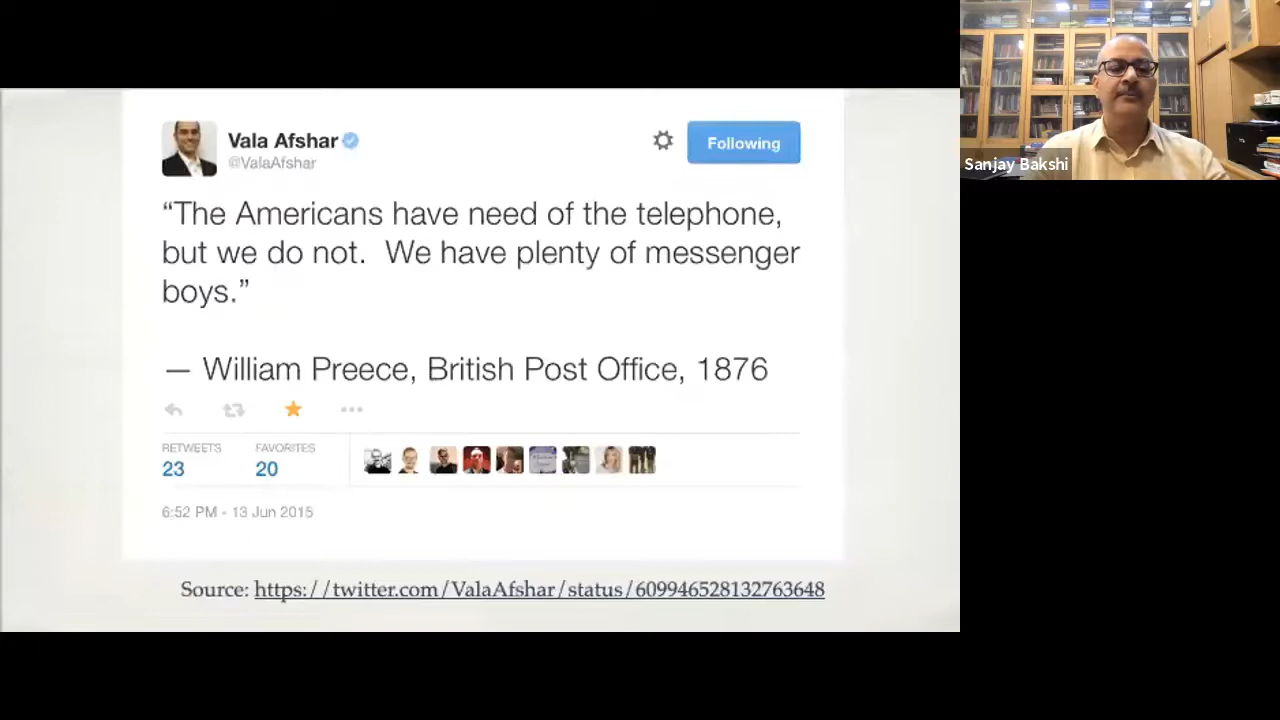 Vala Afshar
@ValaAfshar
Following
“The Americans have need of the telephone,
but we do not. We have plenty of messenger
boys.”
— William Preece, British Post Office, 1876
RETWEETS
23
FAVORITES
20
6:52 PM - 13 Jun 2015
Source: https://twitter.com/ValaAfshar/status/609946528132763648
Sanjay Bakshi